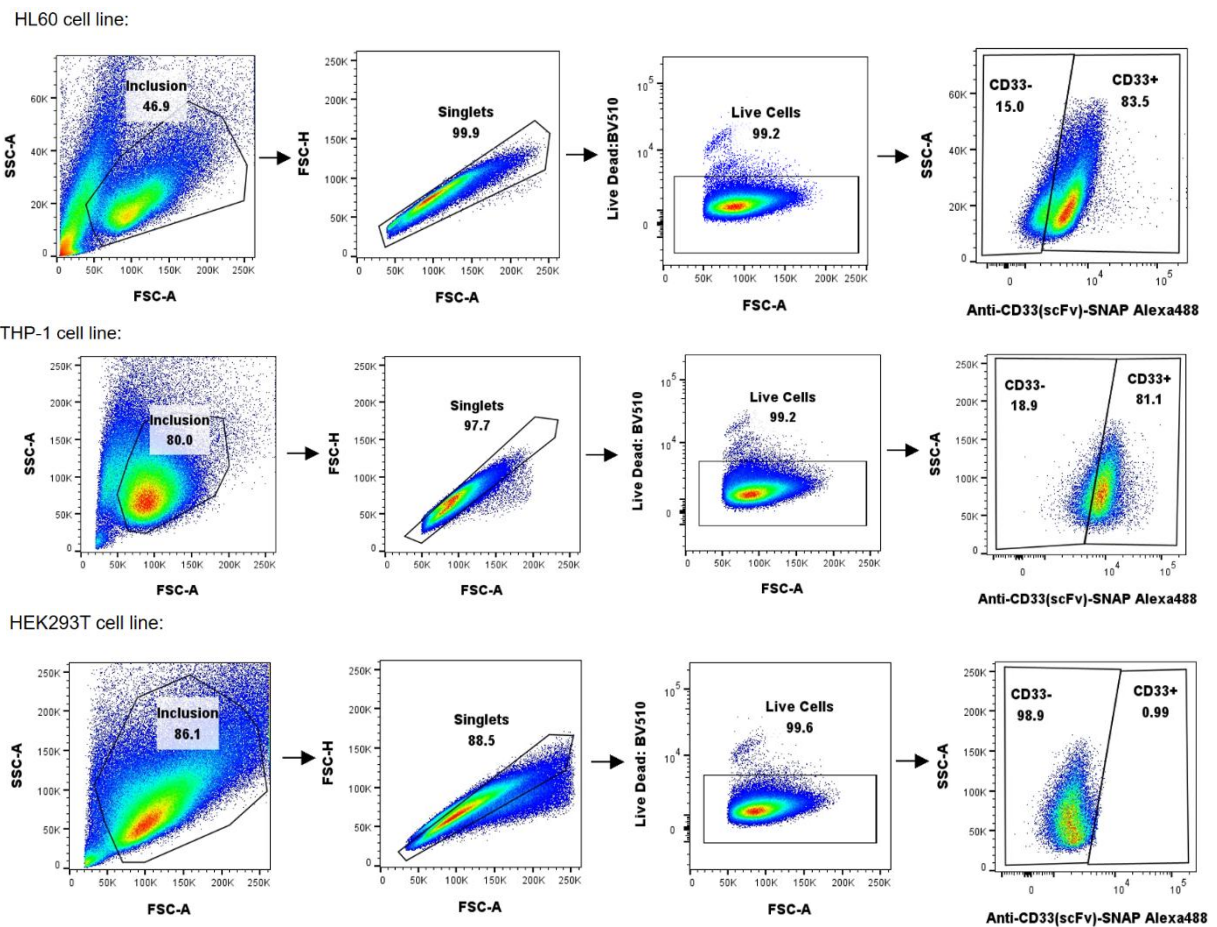 HL60 cell line:
SSC-A
60K
40K
20K
0
Inclusion
46.9
0 50K 100K 150K 200K 250K
FSC-A
FSC-H
200K
150K
100K
50K
0
Singlets
99.9
0 50K 100K 150K 200K 250K
FSC-A
Live Dead:BV510
10^5
10^4
0
Live Cells
99.2
0 50K 100K 150K 200K 250K
FSC-A
SSC-A
60K
40K
20K
0
CD33-
15.0
CD33+
83.5
0 10^4 10^5
Anti-CD33(scFv)-SNAP Alexa488
THP-1 cell line:
SSC-A
250K
200K
150K
100K
50K
0
Inclusion
80.0
0 50K 100K 150K 200K 250K
FSC-A
FSC-H
250K
200K
150K
100K
50K
0
Singlets
97.7
0 50K 100K 150K 200K 250K
FSC-A
Live Dead: BV510
10^5
10^4
0
Live Cells
99.2
0 50K 100K 150K 200K 250K
FSC-A
SSC-A
250K
200K
150K
100K
50K
0
CD33-
18.9
CD33+
81.1
0 10^4 10^5
Anti-CD33(scFv)-SNAP Alexa488
HEK293T cell line:
SSC-A
250K
200K
150K
100K
50K
0
Inclusion
86.1
0 50K 100K 150K 200K 250K
FSC-A
FSC-H
250K
200K
150K
100K
50K
0
Singlets
88.5
0 50K 100K 150K 200K 250K
FSC-A
Live Dead: BV510
10^5
10^4
0
Live Cells
99.6
0 50K 100K 150K 200K 250K
FSC-A
SSC-A
250K
200K
150K
100K
50K
0
CD33-
98.9
CD33+
0.99
0 10^4 10^5
Anti-CD33(scFv)-SNAP Alexa488